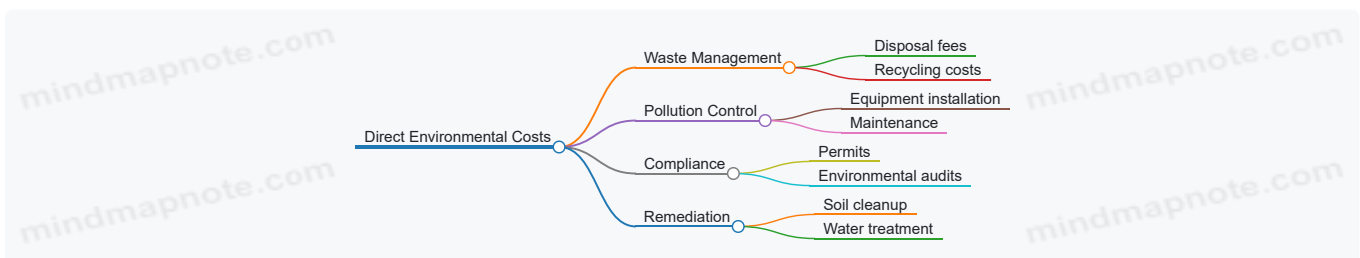 mindmapnote.com
mindmapnote.com
Direct Environmental Costs
Waste Management
Disposal fees
Recycling costs
Pollution Control
Equipment installation
Maintenance
Compliance
Permits
Environmental audits
Remediation
Soil cleanup
Water treatment
mindmapnote.com
mindmapnote.com